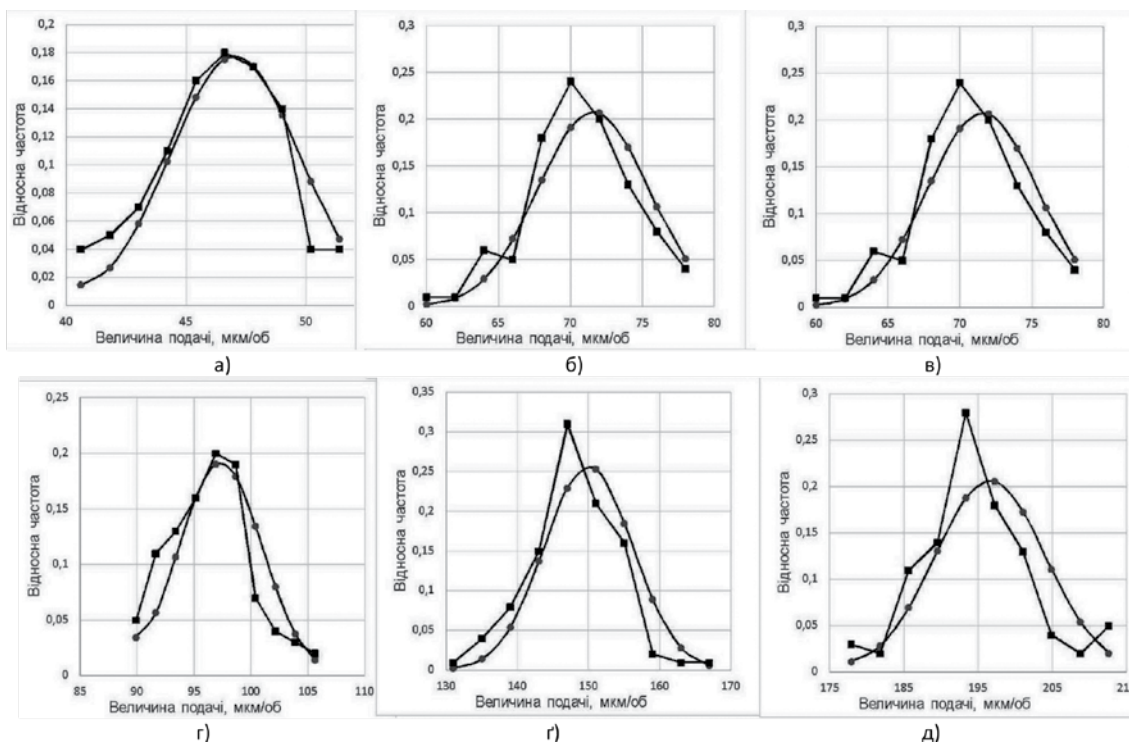 0,2
0,18
0,16
0,14
0,12
0,1
0,08
0,06
0,04
0,02
0
Відносна частота
40 45 50
Величина подачі, мкм/об
а)
0,3
0,25
0,2
0,15
0,1
0,05
0
Відносна частота
60 65 70 75 80
Величина подачі, мкм/об
б)
0,3
0,25
0,2
0,15
0,1
0,05
0
Відносна частота
60 65 70 75 80
Величина подачі, мкм/об
в)
0,25
0,2
0,15
0,1
0,05
0
Відносна частота
85 90 95 100 105 110
Величина подачі, мкм/об
г)
0,35
0,3
0,25
0,2
0,15
0,1
0,05
0
Відносна частота
130 140 150 160 170
Величина подачі, мкм/об
ґ)
0,3
0,25
0,2
0,15
0,1
0,05
0
Відносна частота
175 185 195 205
Величина подачі, мкм/об
д)